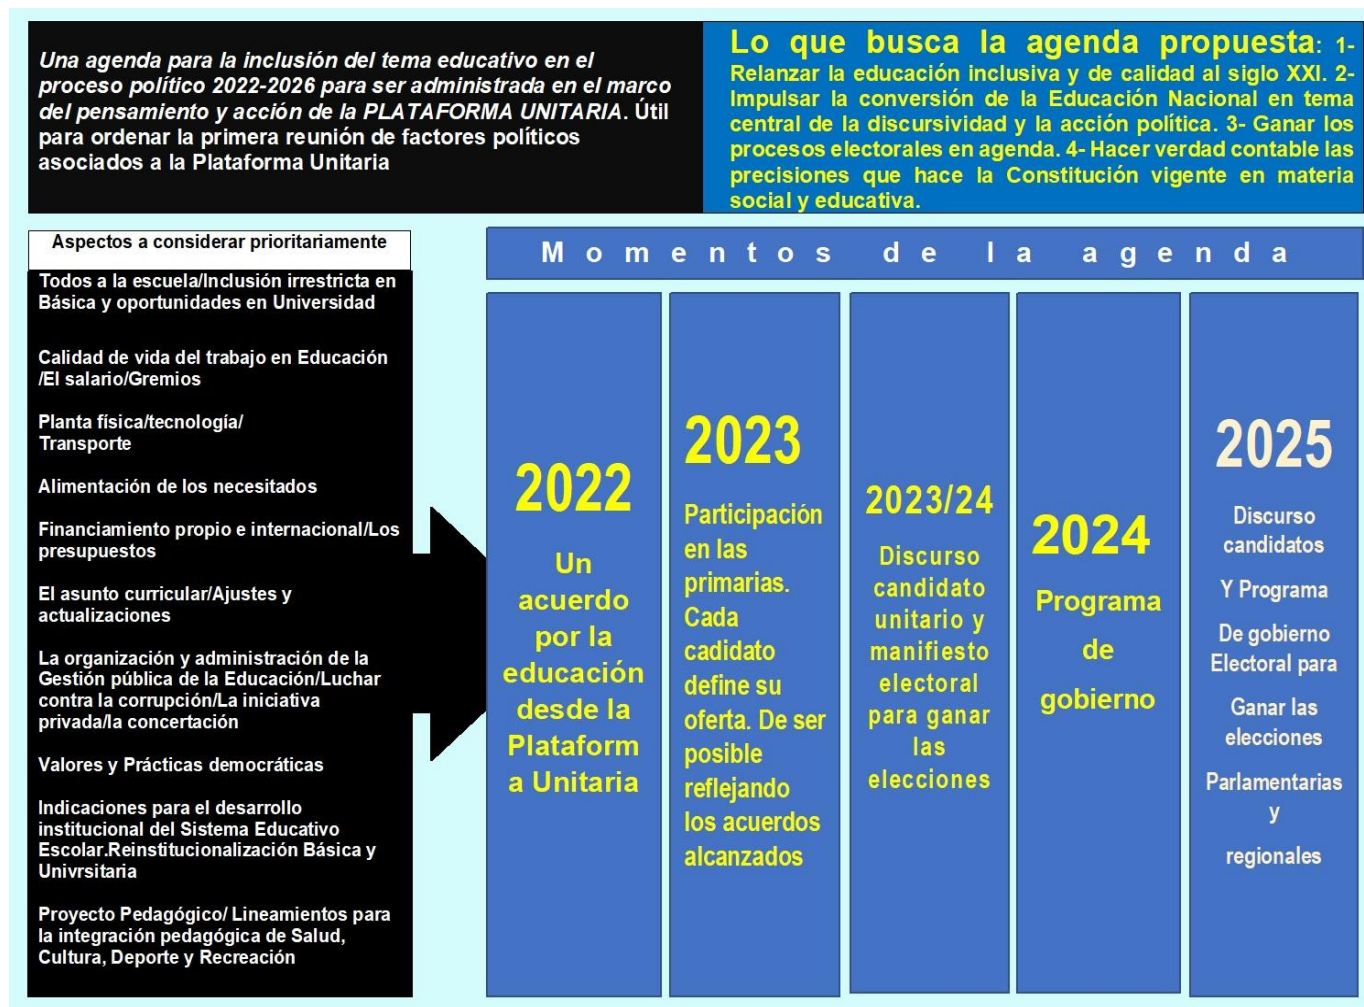 Una agenda para la inclusión del tema educativo en el
proceso político 2022-2026 para ser administrada en el marco
del pensamiento y acción de la PLATAFORMA UNITARIA. Útil
para ordenar la primera reunión de factores políticos
asociados a la Plataforma Unitaria
Lo que busca la agenda propuesta: 1-
Relanzar la educación inclusiva y de calidad al siglo XXI. 2-
Impulsar la conversión de la Educación Nacional en tema
central de la discursividad y la acción política. 3- Ganar los
procesos electorales en agenda. 4- Hacer verdad contable las
precisiones que hace la Constitución vigente en materia
social y educativa.
Aspectos a considerar prioritariamente
Todos a la escuela/Inclusión irrestricta en
Básica y oportunidades en Universidad
Calidad de vida del trabajo en Educación
/El salario/Gremios
Planta física/tecnología/
Transporte
Alimentación de los necesitados
Financiamiento propio e internacional/Los
presupuestos
El asunto curricular/Ajustes y
actualizaciones
La organización y administración de la
Gestión pública de la Educación/Luchar
contra la corrupción/La iniciativa
privada/la concertación
Valores y Prácticas democráticas
Indicaciones para el desarrollo
institucional del Sistema Educativo
Escolar.Reinstitucionalización Básica y
Univrsitaria
Proyecto Pedagógico/ Lineamientos para
la integración pedagógica de Salud,
Cultura, Deporte y Recreación
Momentos de la agenda
2022
Un
acuerdo
por la
educación
desde la
Plataform
a Unitaria
2023
Participación
en las
primarias.
Cada
cadidato
define su
oferta. De ser
posible
reflejando
los acuerdos
alcanzados
2023/24
Discurso
candidato
unitario y
manifiesto
electoral
para ganar
las
elecciones
2024
Programa
de
gobierno
2025
Discurso
candidatos
Y Programa
De gobierno
Electoral para
Ganar las
elecciones
Parlamentarias
y
regionales